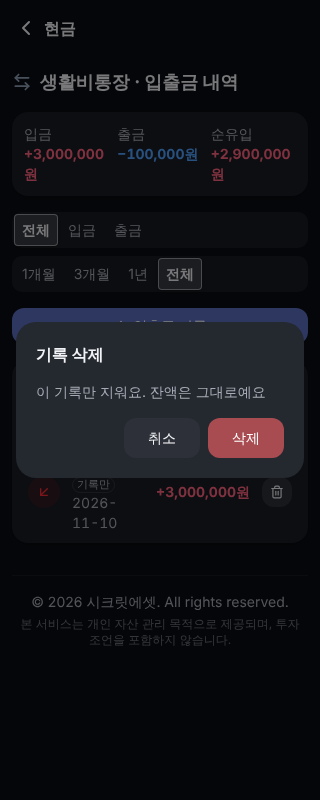 현금
생활비통장 · 입출금 내역
입금 출금 순유입
+3,000,000 −100,000원 +2,900,000
원 원
전체 입금 출금
1개월 3개월 1년 전체
기록 삭제
이 기록만 지워요. 잔액은 그대로예요
취소 삭제
기록만
2026-
11-10
+3,000,000원
© 2026 시크릿에셋. All rights reserved.
본 서비스는 개인 자산 관리 목적으로 제공되며, 투자
조언을 포함하지 않습니다.